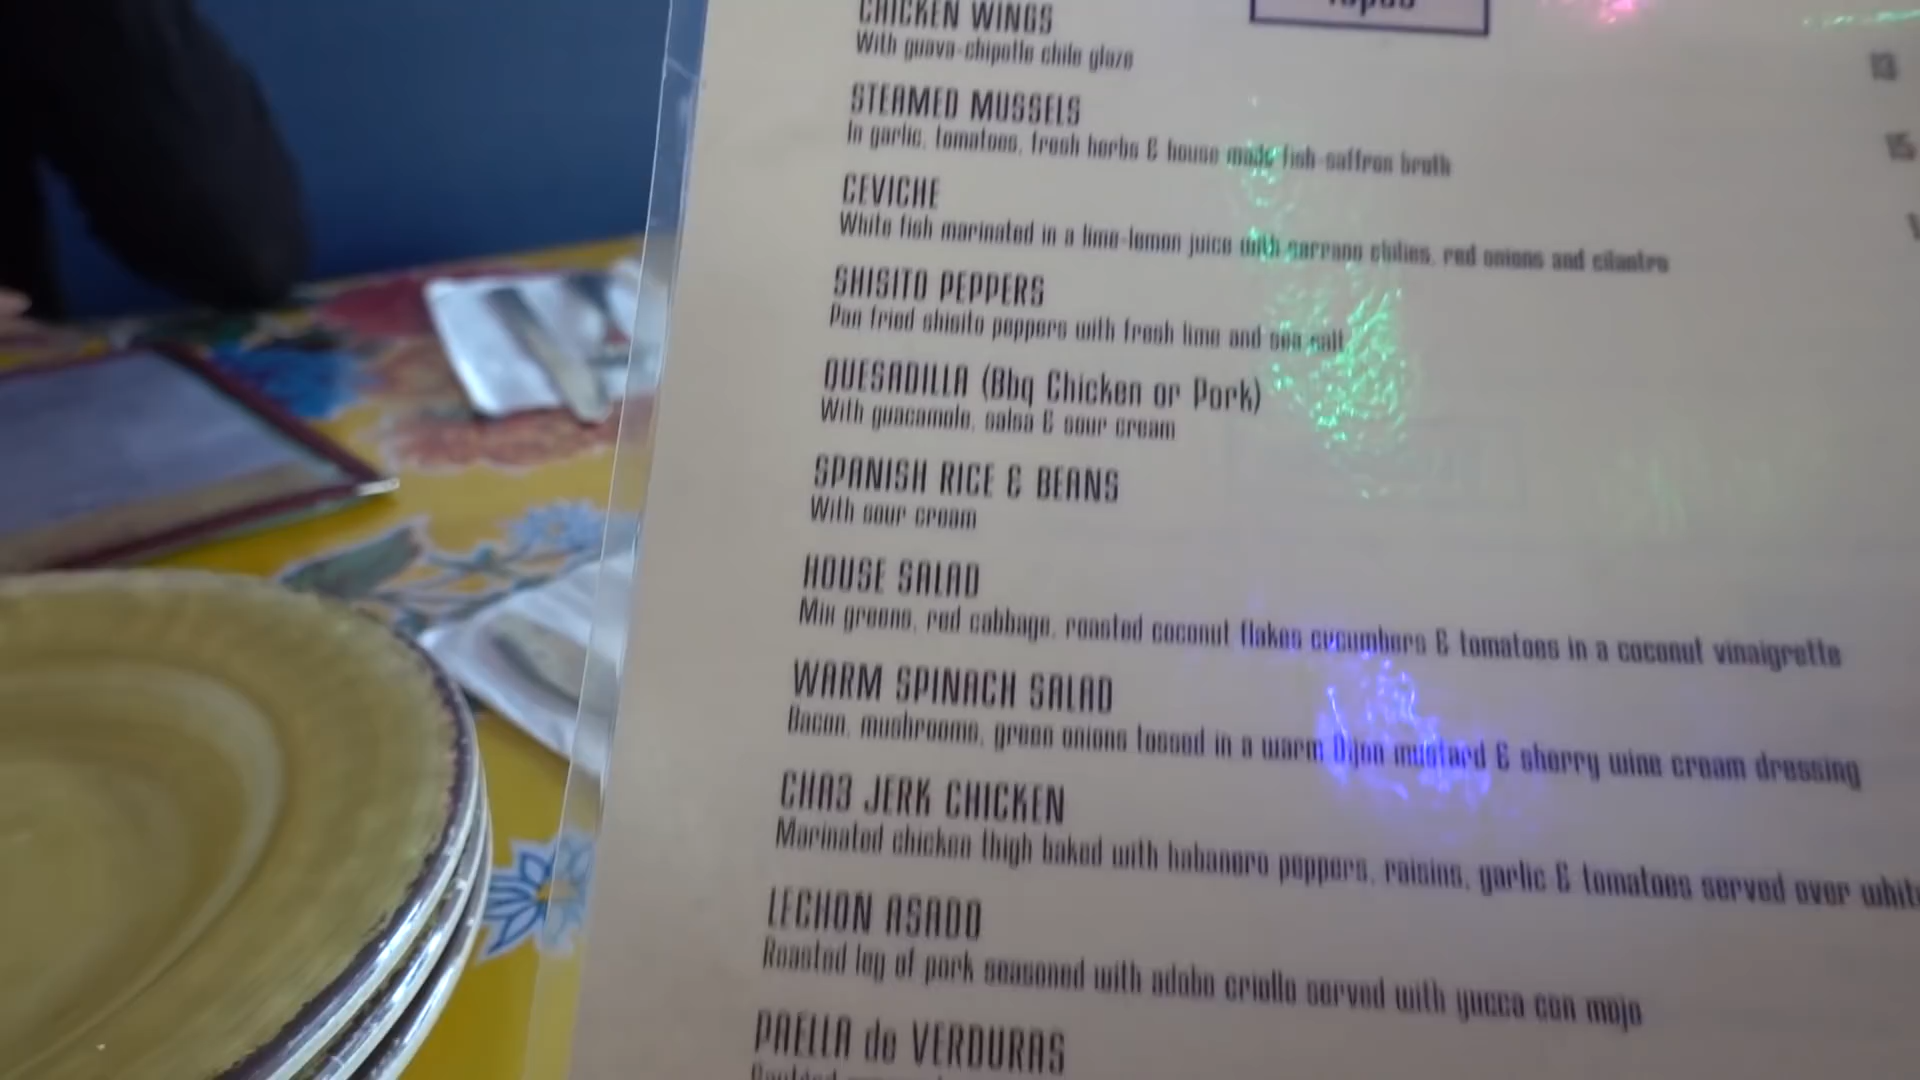 Tapas
CHICKEN WINGS
With guava-chipotle chile glaze
13
STEAMED MUSSELS
In garlic, tomatoes, fresh herbs & house made fish-saffron broth
15
CEVICHE
White fish marinated in a lime-lemon juice with serrano chilies, red onions and cilantro
SHISITO PEPPERS
Pan fried shisito peppers with fresh lime and sea salt
QUESADILLA (Bbq Chicken or Pork)
With guacamole, salsa & sour cream
SPANISH RICE & BEANS
With sour cream
HOUSE SALAD
Mix greens, red cabbage, roasted coconut flakes cucumbers & tomatoes in a coconut vinaigrette
WARM SPINACH SALAD
Bacon, mushrooms, green onions tossed in a warm Dijon mustard & sherry wine cream dressing
CHA3 JERK CHICKEN
Marinated chicken thigh baked with habanero peppers, raisins, garlic & tomatoes served over white
LECHON ASADO
Roasted leg of pork seasoned with adobo criollo served with yucca con mojo
PAELLA de VERDURAS